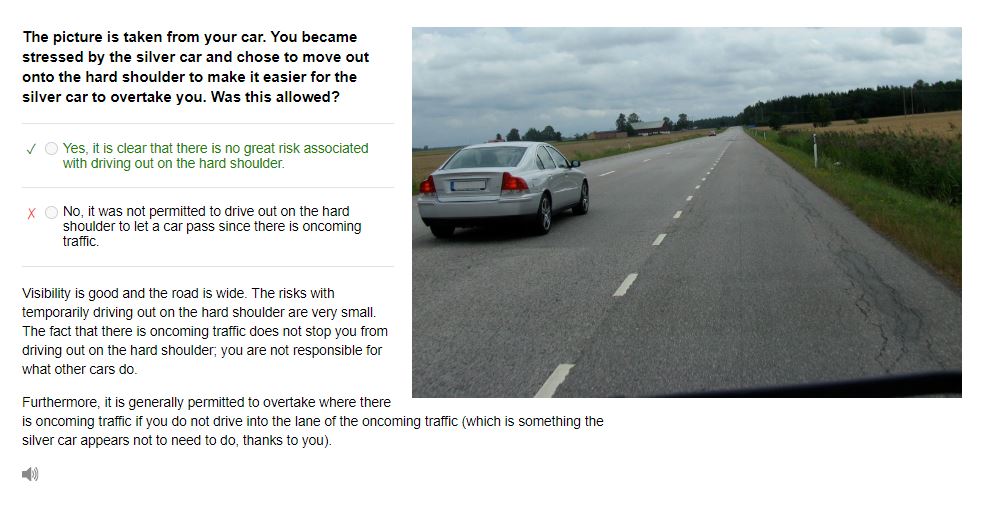 The picture is taken from your car. You became
stressed by the silver car and chose to move out
onto the hard shoulder to make it easier for the
silver car to overtake you. Was this allowed?
✓ Yes, it is clear that there is no great risk associated
with driving out on the hard shoulder.
X No, it was not permitted to drive out on the hard
shoulder to let a car pass since there is oncoming
traffic.
Visibility is good and the road is wide. The risks with
temporarily driving out on the hard shoulder are very small.
The fact that there is oncoming traffic does not stop you from
driving out on the hard shoulder; you are not responsible for
what other cars do.
Furthermore, it is generally permitted to overtake where there
is oncoming traffic if you do not drive into the lane of the oncoming traffic (which is something the
silver car appears not to need to do, thanks to you).